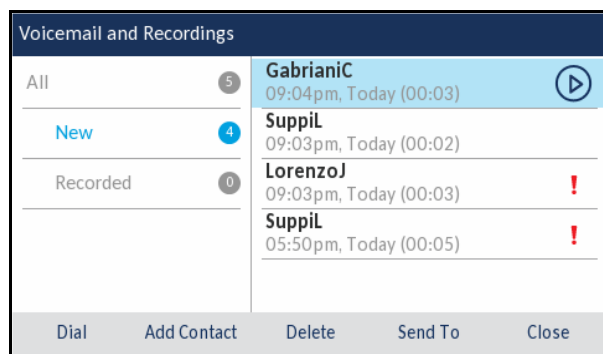 Voicemail and Recordings
All 5
New 4
Recorded 0
GabrianiC
09:04pm, Today (00:03)
SuppiL
09:03pm, Today (00:02)
LorenzoJ
09:03pm, Today (00:03)
!
SuppiL
05:50pm, Today (00:05)
!
Dial Add Contact Delete Send To Close